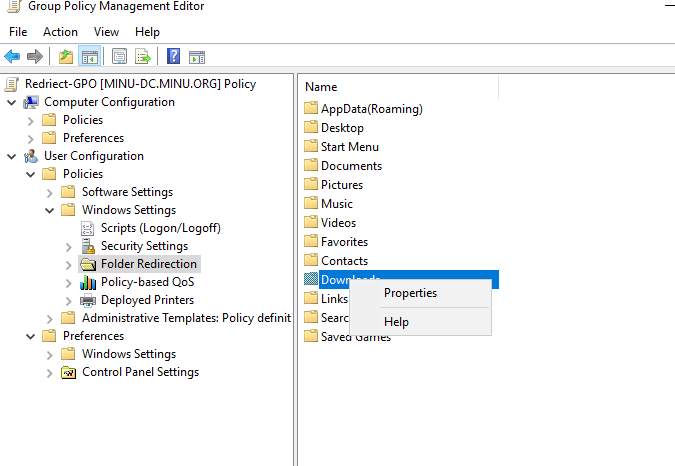 Group Policy Management Editor
File Action View Help
Redriect-GPO [MINU-DC.MINU.ORG] Policy
Computer Configuration
Policies
Preferences
User Configuration
Policies
Software Settings
Windows Settings
Scripts (Logon/Logoff)
Security Settings
Folder Redirection
Policy-based QoS
Deployed Printers
Administrative Templates: Policy definit
Preferences
Windows Settings
Control Panel Settings
Name
AppData(Roaming)
Desktop
Start Menu
Documents
Pictures
Music
Videos
Favorites
Contacts
Downloads
Links
Searc
Saved Games
Properties
Help